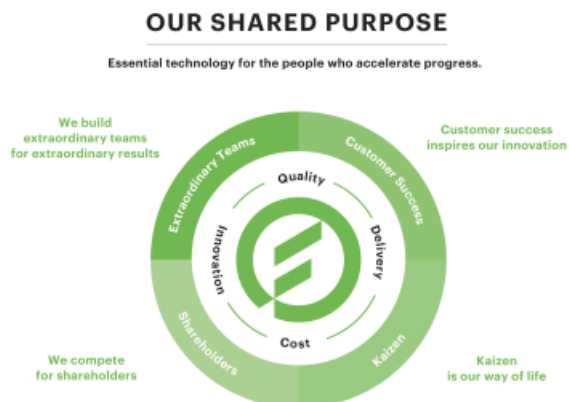 OUR SHARED PURPOSE
Essential technology for the people who accelerate progress.
We build
extraordinary teams
for extraordinary results
Customer success
inspires our innovation
Extraordinary Teams
Customer Success
Quality
Innovation
Delivery
Cost
Shareholders
Kaizen
We compete
for shareholders
Kaizen
is our way of life